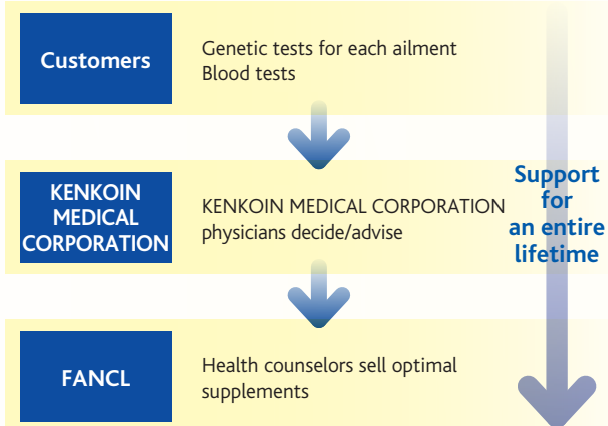 Customers
Genetic tests for each ailment
Blood tests
KENKOIN
MEDICAL
CORPORATION
KENKOIN MEDICAL CORPORATION
physicians decide/advise
Support
for
an entire
lifetime
FANCL
Health counselors sell optimal
supplements